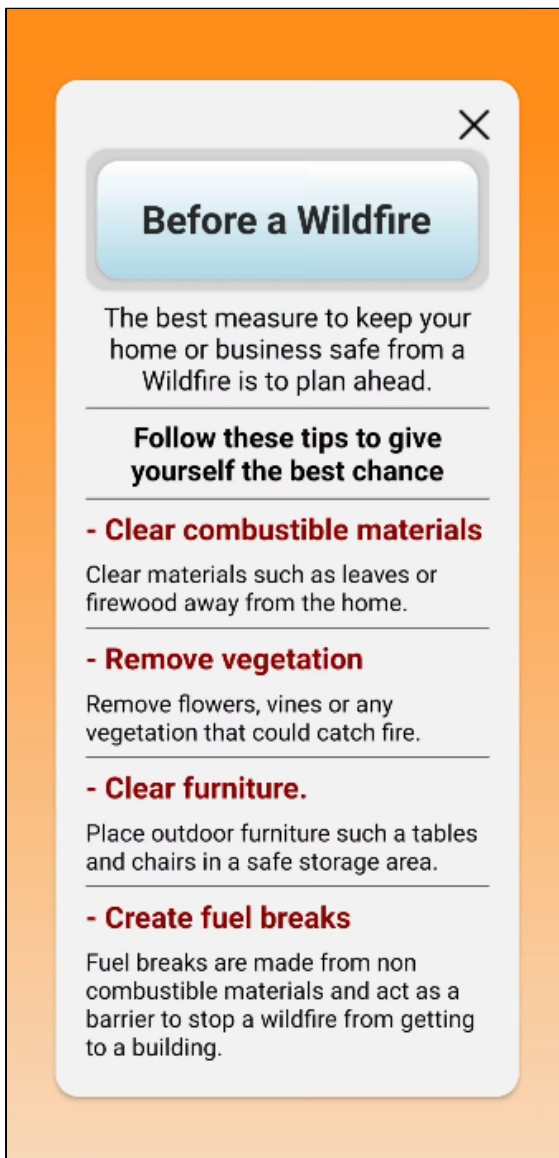 Before a Wildfire
The best measure to keep your
home or business safe from a
Wildfire is to plan ahead.
Follow these tips to give
yourself the best chance
- Clear combustible materials
Clear materials such as leaves or
firewood away from the home.
- Remove vegetation
Remove flowers, vines or any
vegetation that could catch fire.
- Clear furniture.
Place outdoor furniture such a tables
and chairs in a safe storage area.
- Create fuel breaks
Fuel breaks are made from non
combustible materials and act as a
barrier to stop a wildfire from getting
to a building.